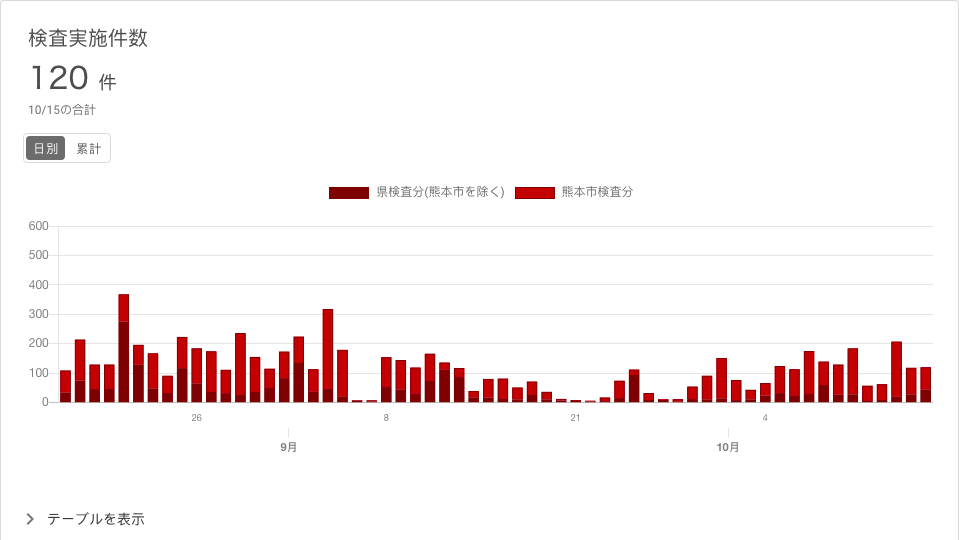 検査実施件数
120 件
10/15の合計
日別 累計
県検査分(熊本市を除く) 熊本市検査分
600
500
400
300
200
100
0
26 8 21 4
9月 10月
テーブルを表示